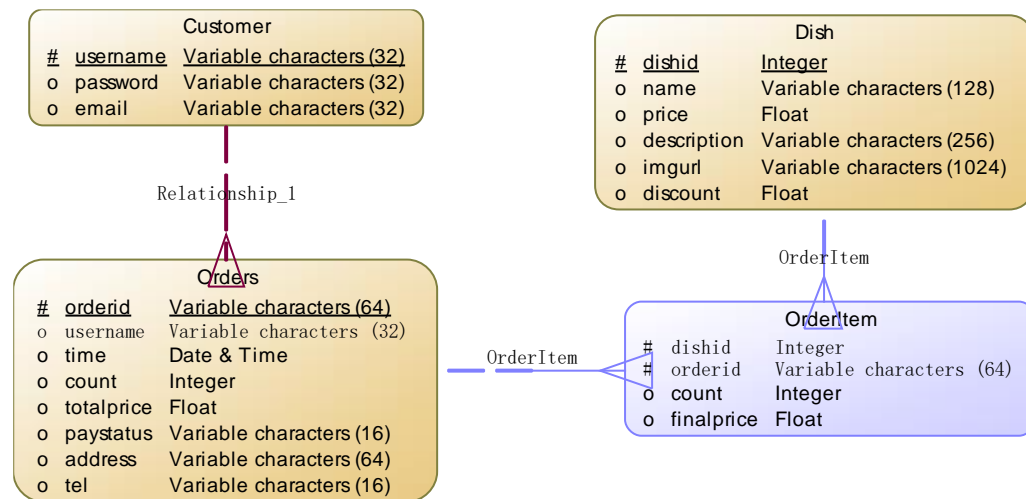 Customer
# username Variable characters (32)
o password Variable characters (32)
o email Variable characters (32)
Relationship_1
Orders
# orderid Variable characters (64)
o username Variable characters (32)
o time Date & Time
o count Integer
o totalprice Float
o paystatus Variable characters (16)
o address Variable characters (64)
o tel Variable characters (16)
OrderItem
Dish
# dishid Integer
o name Variable characters (128)
o price Float
o description Variable characters (256)
o imgurl Variable characters (1024)
o discount Float
OrderItem
OrderItem
# dishid Integer
# orderid Variable characters (64)
o count Integer
o finalprice Float